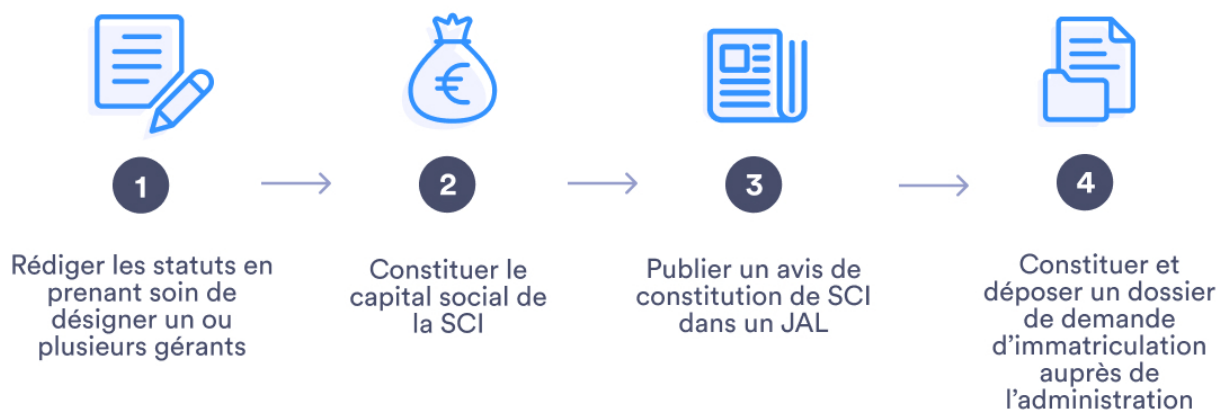 1
2
3
4
Rédiger les statuts en
prenant soin de
désigner un ou
plusieurs gérants
Constituer le
capital social de
la SCI
Publier un avis de
constitution de SCI
dans un JAL
Constituer et
déposer un dossier
de demande
d'immatriculation
auprès de
l'administration